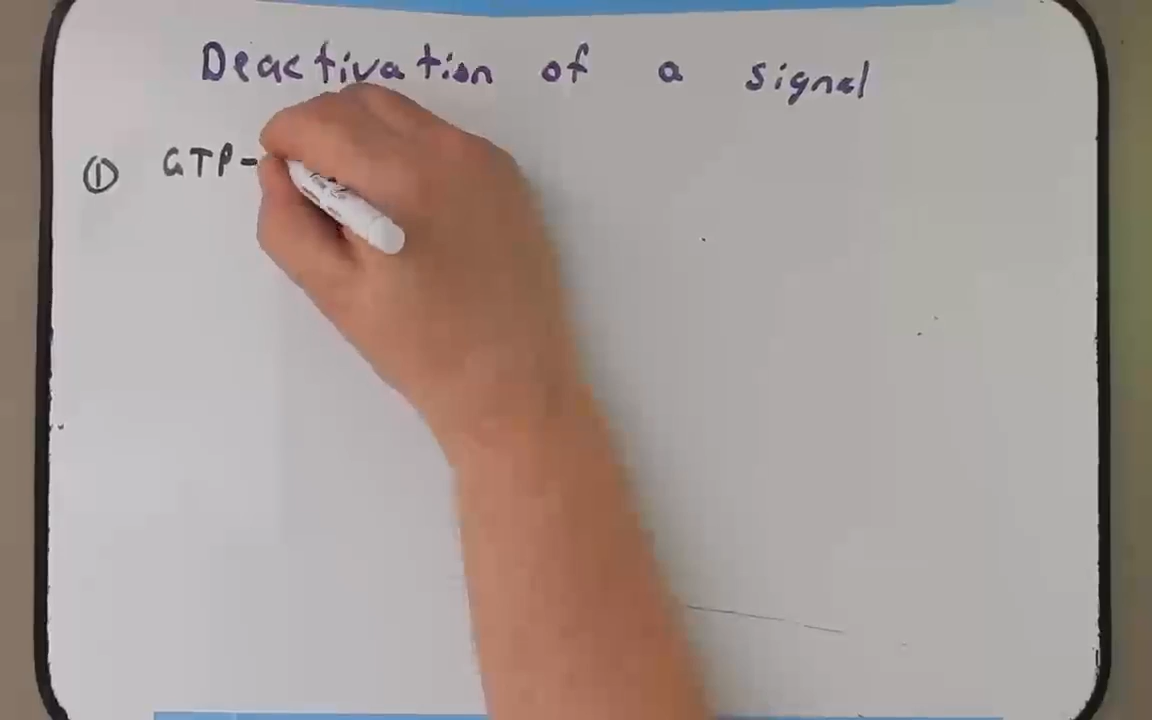 Deactivation of a signal
① GTP-